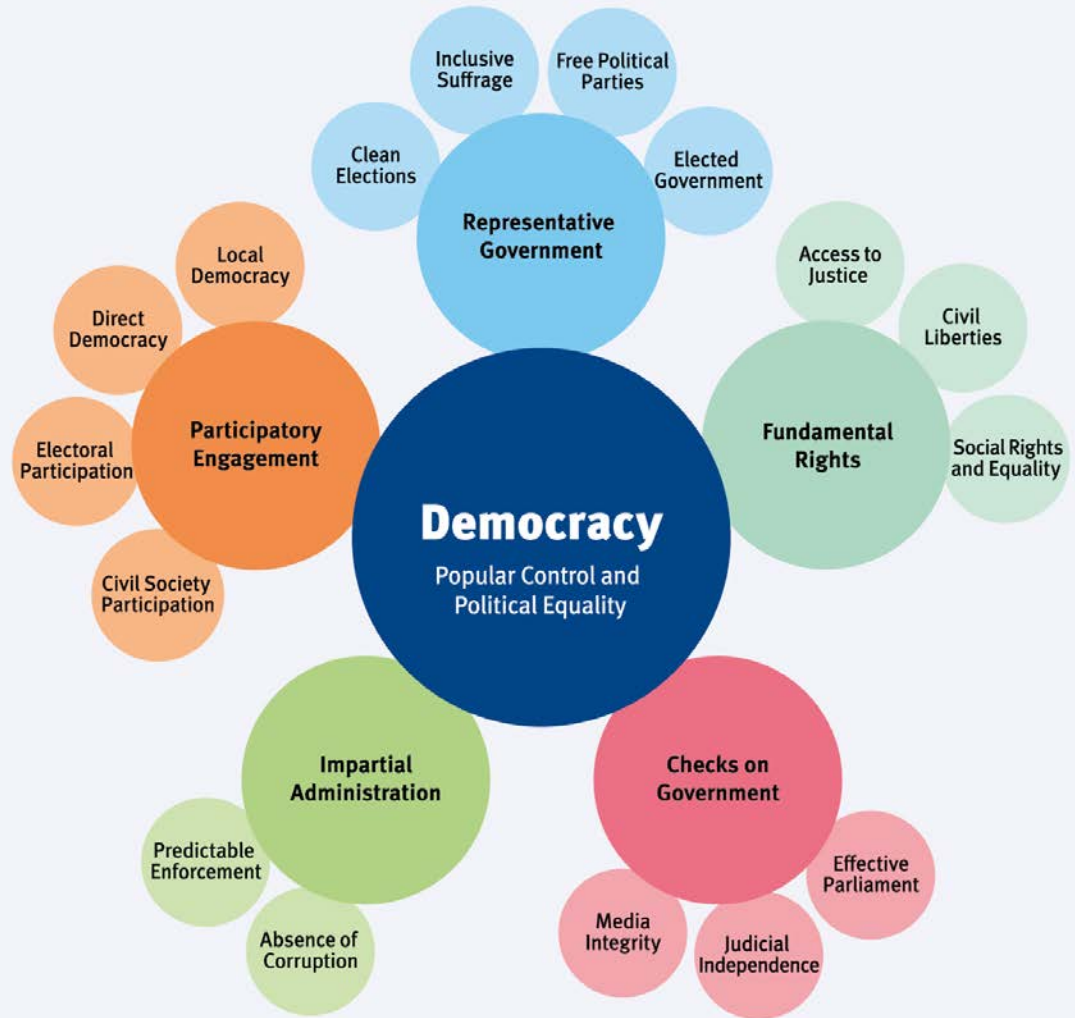 Inclusive
Suffrage
Free Political
Parties
Clean
Elections
Elected
Government
Representative
Government
Local
Democracy
Direct
Democracy
Electoral
Participation
Civil Society
Participation
Participatory
Engagement
Access to
Justice
Civil
Liberties
Social Rights
and Equality
Fundamental
Rights
Democracy
Popular Control and
Political Equality
Impartial
Administration
Predictable
Enforcement
Absence of
Corruption
Checks on
Government
Effective
Parliament
Media
Integrity
Judicial
Independence